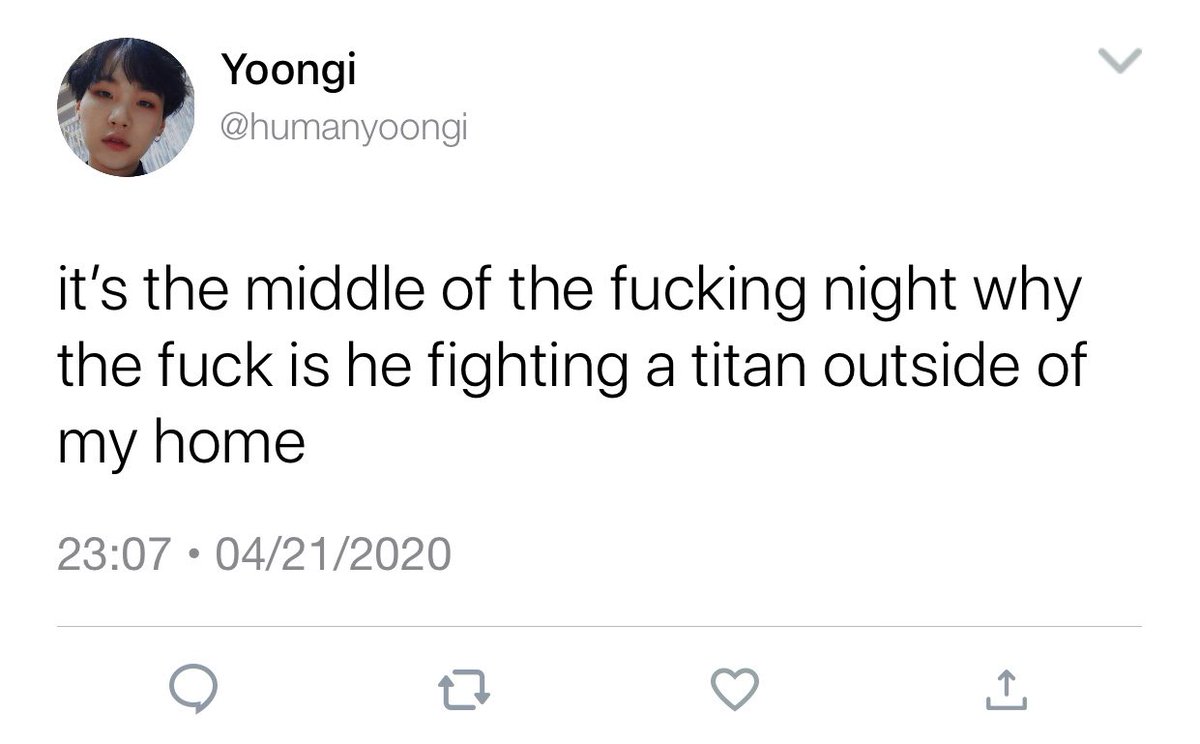 Yoongi
@humanyoongi
it's the middle of the fucking night why
the fuck is he fighting a titan outside of
my home
23:07 • 04/21/2020